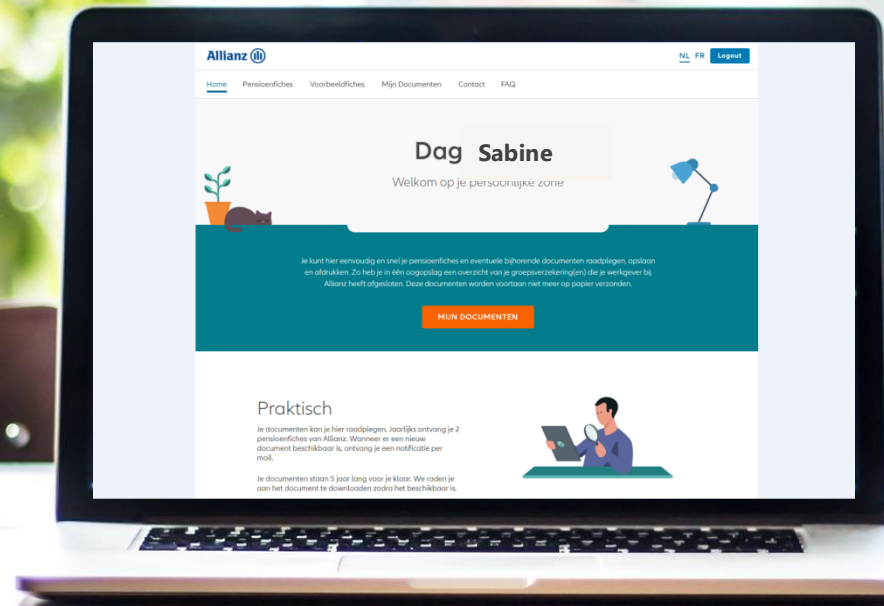 Allianz
NL FR Logout
Home Pensioenfiches Voorbeeldfiches Mijn Documenten Contact FAQ
Dag Sabine
Welkom op je persoonlijke zone
Je kunt hier eenvoudig en snel je pensioenfiches en eventuele bijhorende documenten raadplegen, opslaan
en afdrukken. Zo heb je in één oogopslag een overzicht van je groepsverzekering(en) die je werkgever bij
Allianz heeft afgesloten. Deze documenten worden voortaan niet meer op papier verzonden.
MIJN DOCUMENTEN
Praktisch
Je documenten kan je hier raadplegen. Jaarlijks ontvang je 2
pensioenfiches van Allianz. Wanneer er een nieuw
document beschikbaar is, ontvang je een notificatie per
mail.
Je documenten staan 5 jaar lang voor je klaar. We raden je
aan het document te downloaden zodra het beschikbaar is.